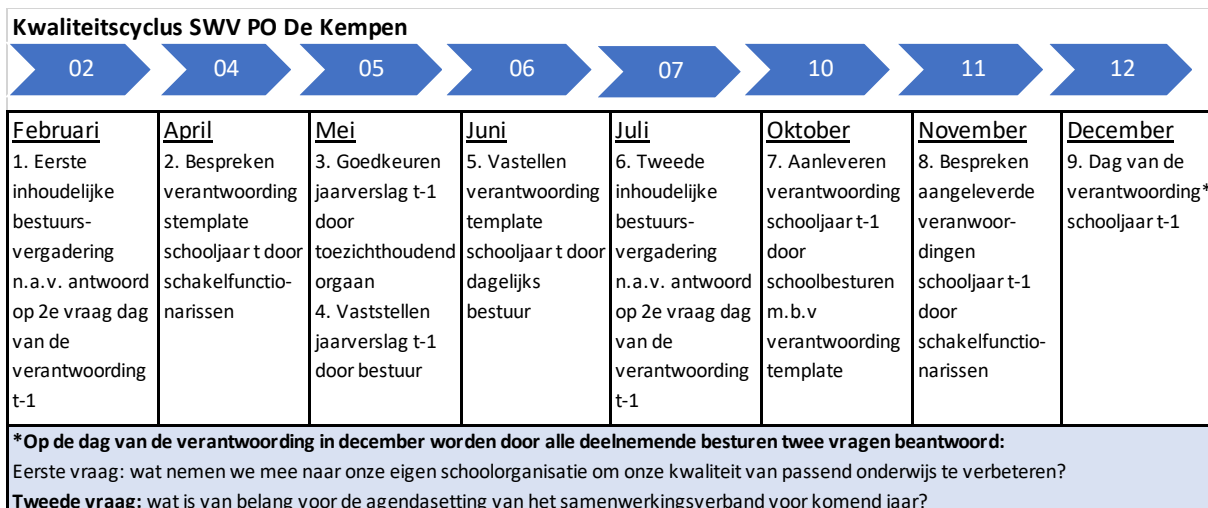 Kwaliteitscyclus SWV PO De Kempen
02 04 05 06 07 10 11 12
Februari
1. Eerste
inhoudelijke
bestuurs-
vergadering
n.a.v. antwoord
op 2e vraag dag
van de
verantwoording
t-1
April
2. Bespreken
verantwoording
stemplate
schooljaar t door
schakelfunctio-
narissen
Mei
3. Goedkeuren
jaarverslag t-1
door
toezichthoudend
orgaan
4. Vaststellen
jaarverslag t-1
door bestuur
Juni
5. Vastellen
verantwoording
template
schooljaar t door
dagelijks
bestuur
Juli
6. Tweede
inhoudelijke
bestuurs-
vergadering
n.a.v. antwoord
op 2e vraag dag
van de
verantwoording
t-1
Oktober
7. Aanleveren
verantwoording
schooljaar t-1
door
schoolbesturen
m.b.v
verantwoording
template
November
8. Bespreken
aangeleverde
veranwoor-
dingen
schooljaar t-1
door
schakelfunctio-
narissen
December
9. Dag van de
verantwoording*
schooljaar t-1
*Op de dag van de verantwoording in december worden door alle deelnemende besturen twee vragen beantwoord:
Eerste vraag: wat nemen we mee naar onze eigen schoolorganisatie om onze kwaliteit van passend onderwijs te verbeteren?
Tweede vraag: wat is van belang voor de agendasetting van het samenwerkingsverband voor komend jaar?